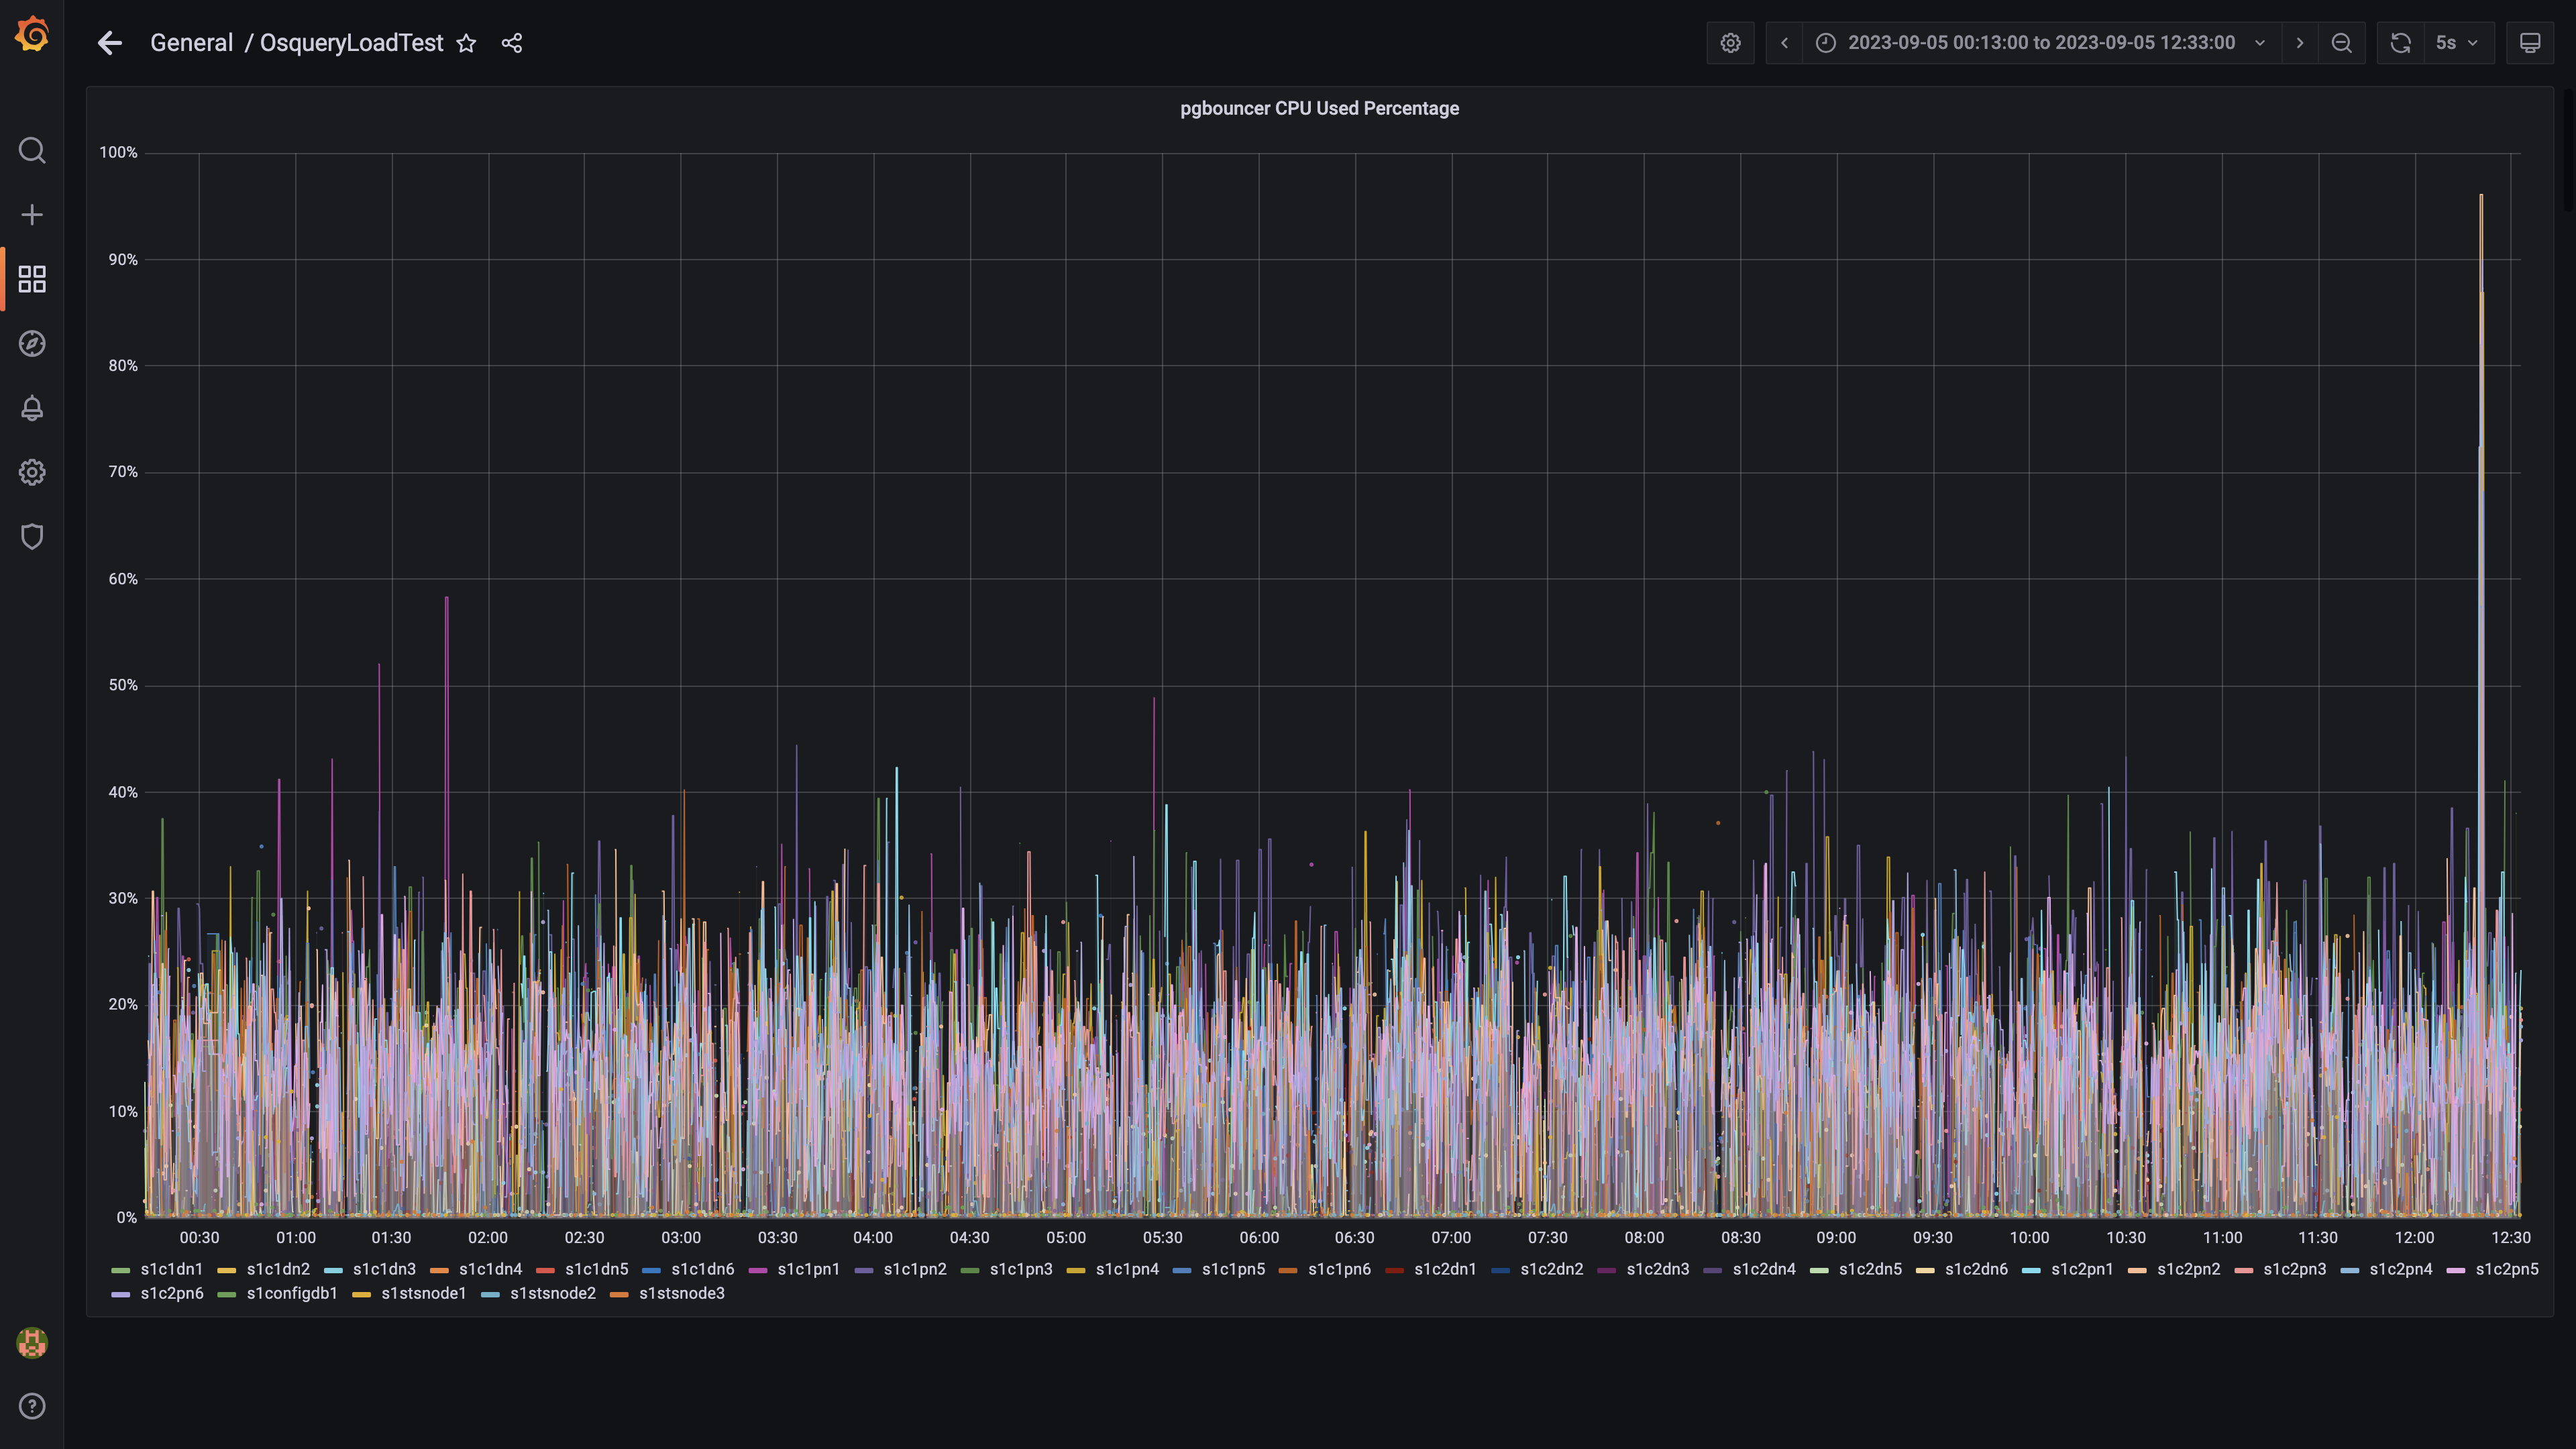 General / OsqueryLoadTest
2023-09-05 00:13:00 to 2023-09-05 12:33:00
5s
pgbouncer CPU Used Percentage
100%
90%
80%
70%
60%
50%
40%
30%
20%
10%
0%
00:30 01:00 01:30 02:00 02:30 03:00 03:30 04:00 04:30 05:00 05:30 06:00 06:30 07:00 07:30 08:00 08:30 09:00 09:30 10:00 10:30 11:00 11:30 12:00 12:30
s1c1dn1 s1c1dn2 s1c1dn3 s1c1dn4 s1c1dn5 s1c1dn6 s1c1pn1 s1c1pn2 s1c1pn3 s1c1pn4 s1c1pn5 s1c1pn6 s1c2dn1 s1c2dn2 s1c2dn3 s1c2dn4 s1c2dn5 s1c2dn6 s1c2pn1 s1c2pn2 s1c2pn3 s1c2pn4 s1c2pn5
s1c2pn6 s1configdb1 s1stsnode1 s1stsnode2 s1stsnode3